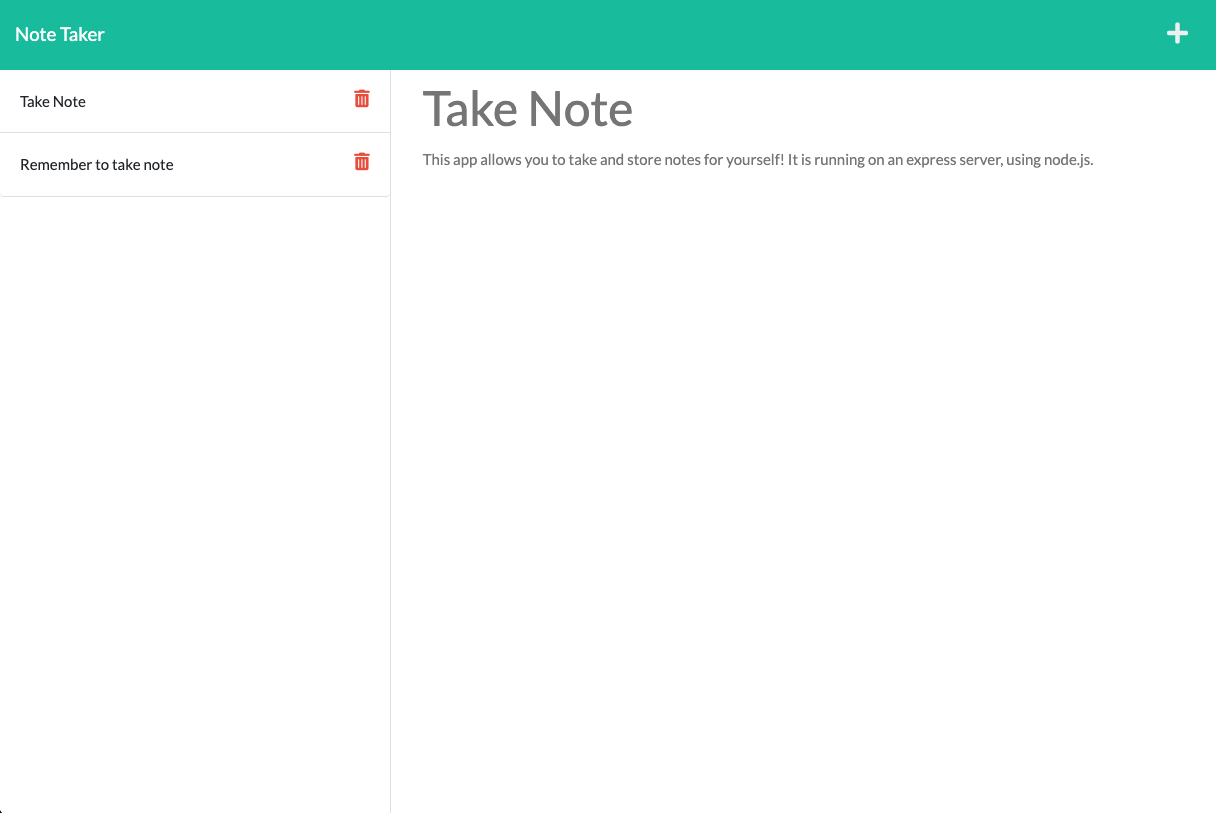 Note Taker
Take Note
Remember to take note
Take Note
This app allows you to take and store notes for yourself! It is running on an express server, using node.js.